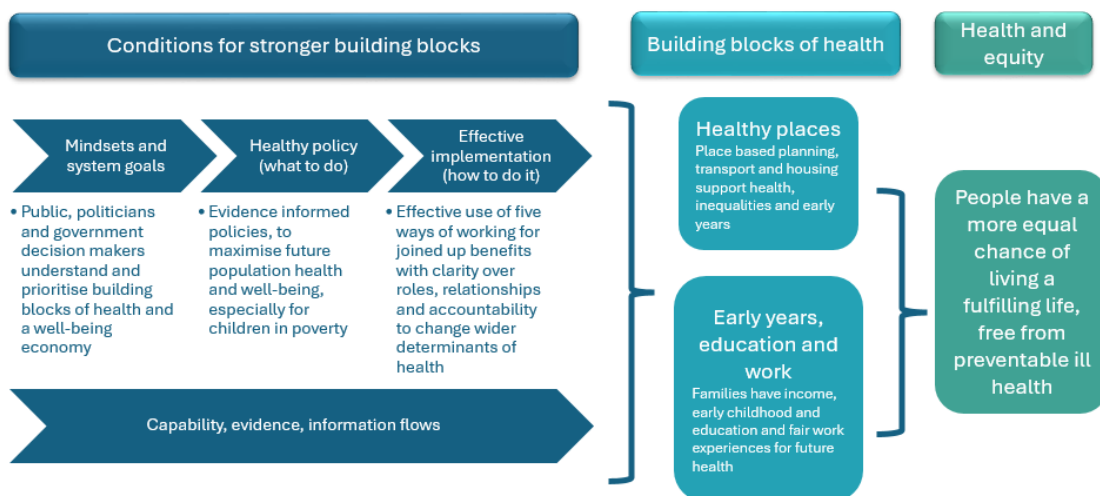 Conditions for stronger building blocks
Building blocks of health
Health and
equity
Mindsets and
system goals
Healthy policy
(what to do)
Effective
implementation
(how to do it)
• Public, politicians
and government
decision makers
understand and
prioritise building
blocks of health and
a well-being
economy
• Evidence informed
policies, to
maximise future
population health
and well-being,
especially for
children in poverty
• Effective use of five
ways of working for
joined up benefits
with clarity over
roles, relationships
and accountability
to change wider
determinants of
health
Capability, evidence, information flows
Healthy places
Place based planning,
transport and housing
support health,
inequalities and early
years
Early years,
education and
work
Families have income,
early childhood and
education and fair work
experiences for future
health
People have a
more equal
chance of
living a
fulfilling life,
free from
preventable ill
health